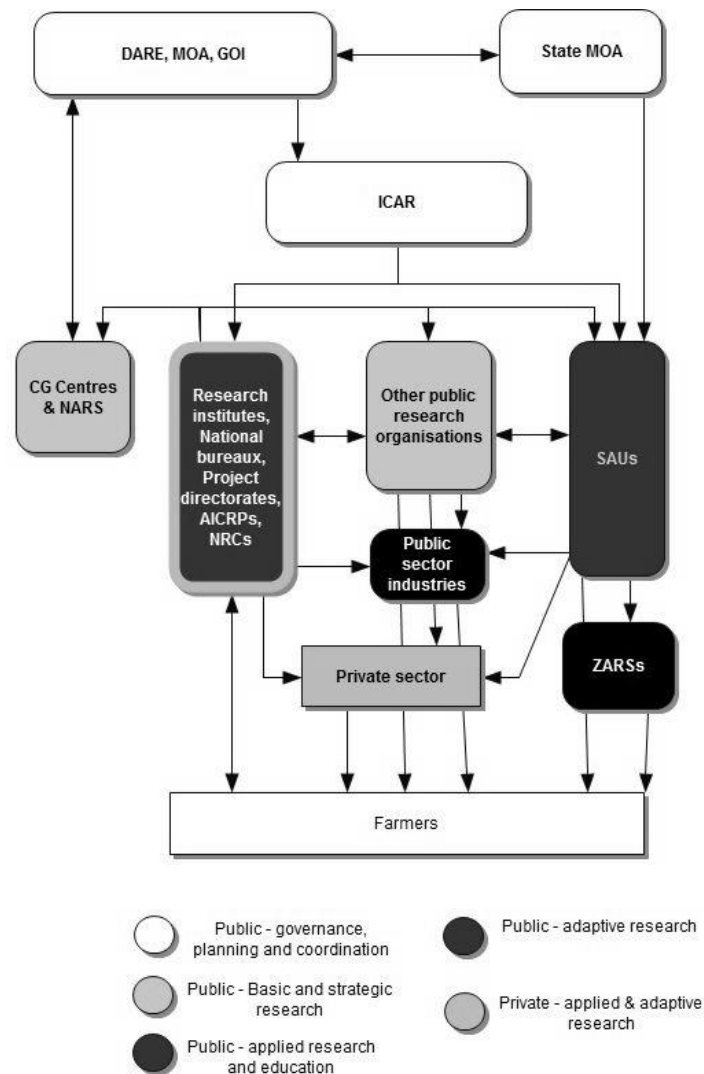 DARE, MOA, GOI
State MOA
ICAR
CG Centres
& NARS
Research
institutes,
National
bureaux,
Project
directorates,
AICRPs,
NRCs
Other public
research
organisations
SAUs
Public
sector
industries
Private sector
ZARSs
Farmers
Public - governance,
planning and coordination
Public - adaptive research
Public - Basic and strategic
research
Private - applied & adaptive
research
Public - applied research
and education